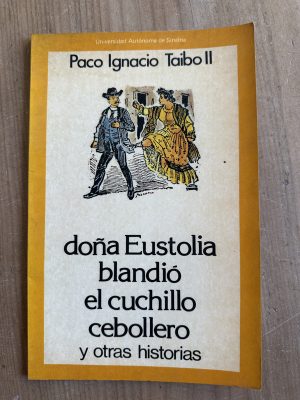 Universidad Autónoma de Sinaloa
Paco Ignacio Taibo II
doña Eustolia
blandió
el cuchillo
cebollero
y otras historias